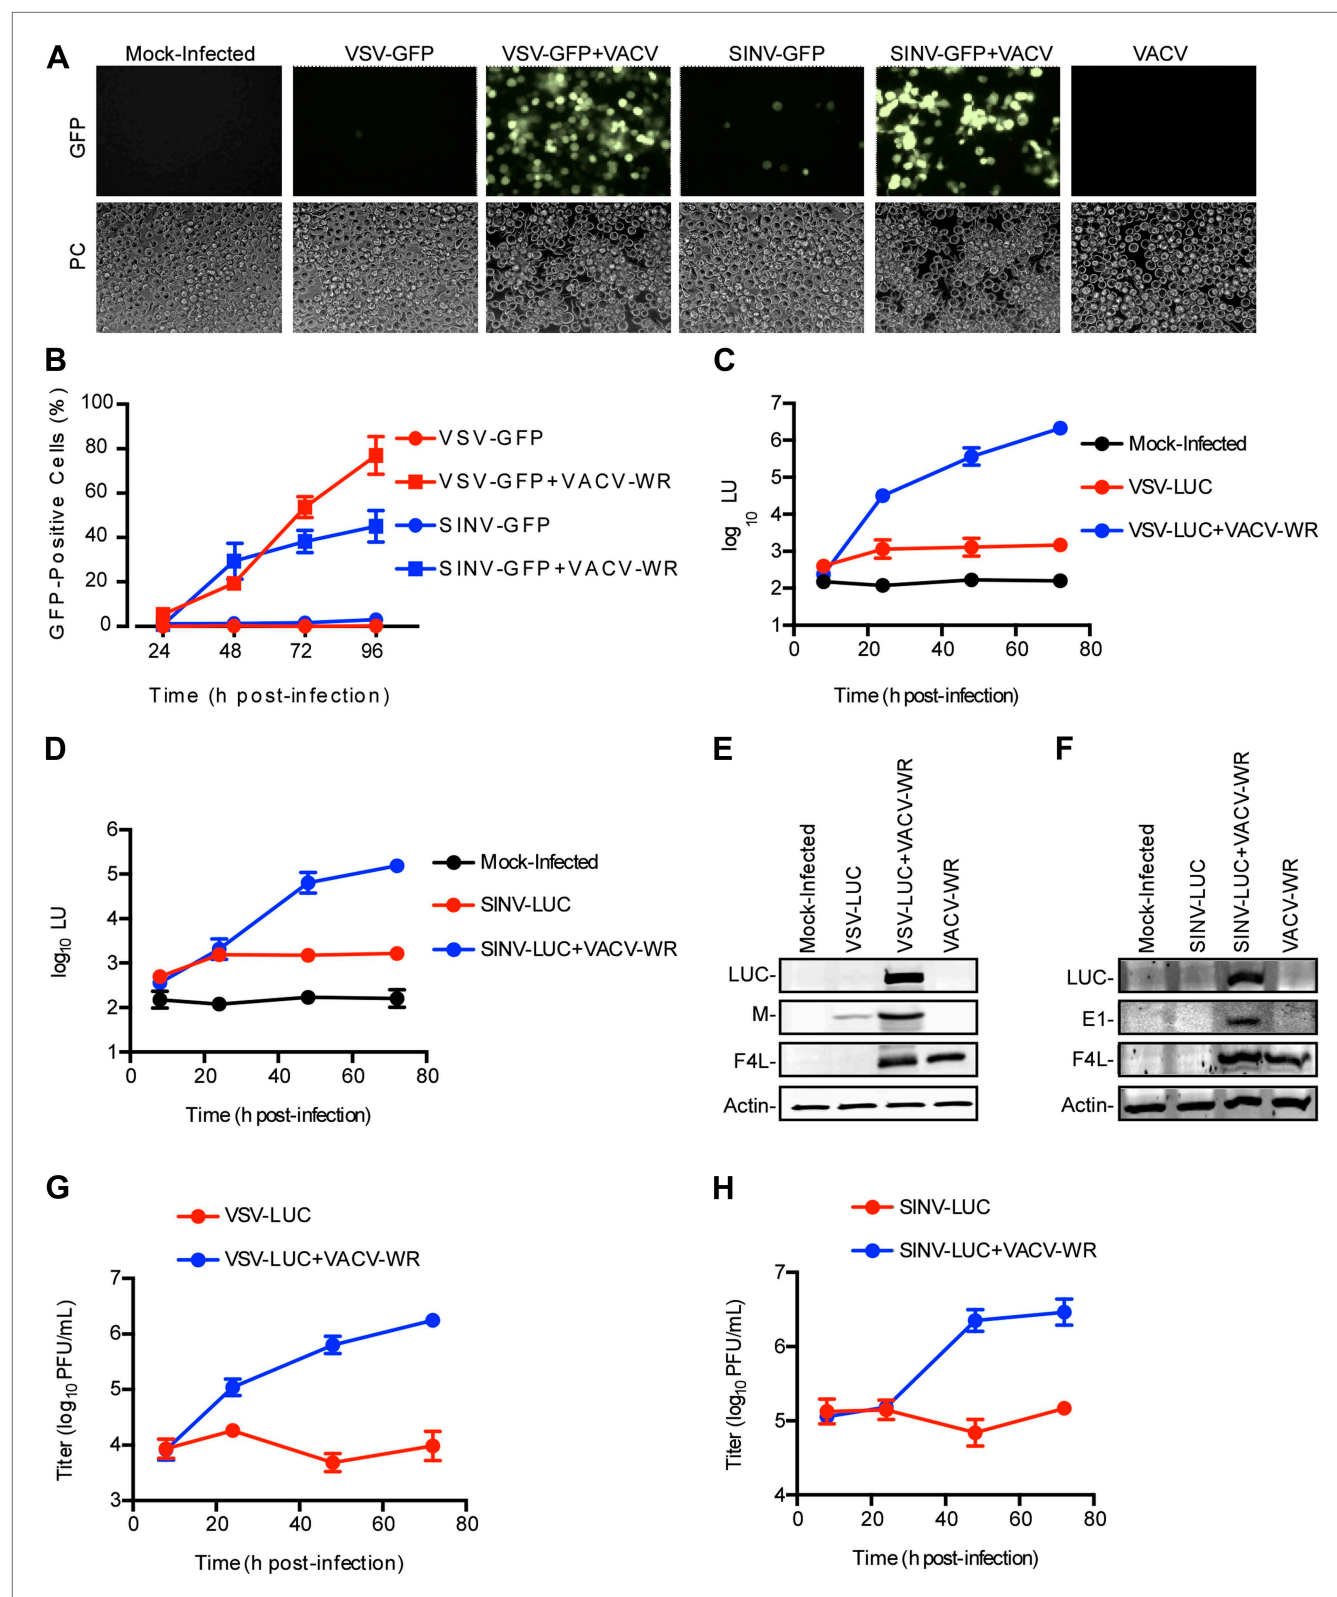 A
Mock-Infected VSV-GFP VSV-GFP+VACV SINV-GFP SINV-GFP+VACV VACV
GFP
PC
B
GFP-Positive Cells (%)
100
80
60
40
20
0
24 48 72 96
Time (h post-infection)
VSV-GFP
VSV-GFP+VACV-WR
SINV-GFP
SINV-GFP+VACV-WR
C
log10 LU
7
6
5
4
3
2
1
0 20 40 60 80
Time (h post-infection)
Mock-Infected
VSV-LUC
VSV-LUC+VACV-WR
D
log10 LU
6
5
4
3
2
1
0 20 40 60 80
Time (h post-infection)
Mock-Infected
SINV-LUC
SINV-LUC+VACV-WR
E
Mock-Infected
VSV-LUC
VSV-LUC+VACV-WR
VACV-WR
LUC-
M-
F4L-
Actin-
F
Mock-Infected
SINV-LUC
SINV-LUC+VACV-WR
VACV-WR
LUC-
E1-
F4L-
Actin-
G
VSV-LUC
VSV-LUC+VACV-WR
Titer (log10 PFU/mL)
7
6
5
4
3
0 20 40 60 80
Time (h post-infection)
H
SINV-LUC
SINV-LUC+VACV-WR
Titer (log10 PFU/mL)
7
6
5
4
0 20 40 60 80
Time (h post-infection)